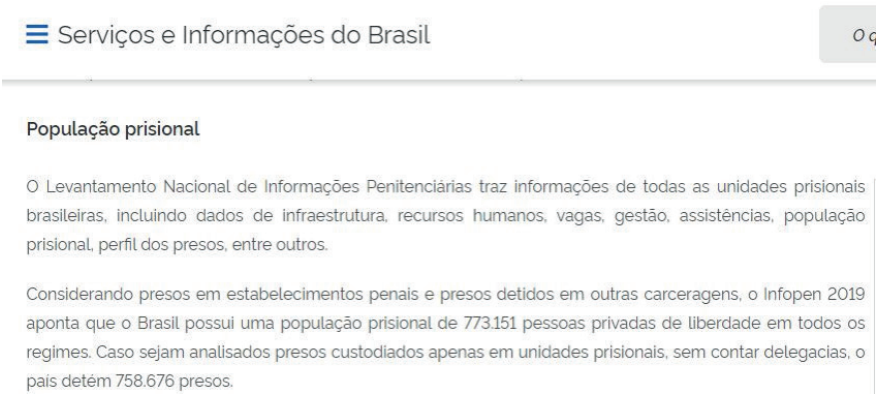 Serviços e Informações do Brasil
O q
População prisional
O Levantamento Nacional de Informações Penitenciárias traz informações de todas as unidades prisionais
brasileiras, incluindo dados de infraestrutura, recursos humanos, vagas, gestão, assistências, população
prisional, perfil dos presos, entre outros.
Considerando presos em estabelecimentos penais e presos detidos em outras carceragens, o Infopen 2019
aponta que o Brasil possui uma população prisional de 773.151 pessoas privadas de liberdade em todos os
regimes. Caso sejam analisados presos custodiados apenas em unidades prisionais, sem contar delegacias, o
país detém 758.676 presos.